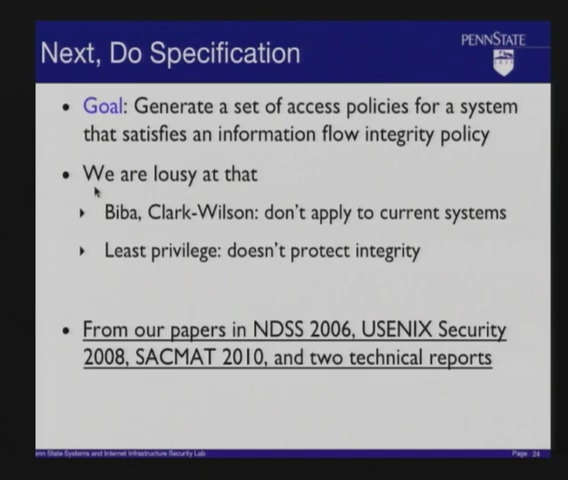 Next, Do Specification
PENNSTATE
• Goal: Generate a set of access policies for a system
that satisfies an information flow integrity policy
• We are lousy at that
‣ Biba, Clark-Wilson: don't apply to current systems
‣ Least privilege: doesn't protect integrity
• From our papers in NDSS 2006, USENIX Security
2008, SACMAT 2010, and two technical reports
enn State Systems and Internet Infrastructure Security Lab
Page 24